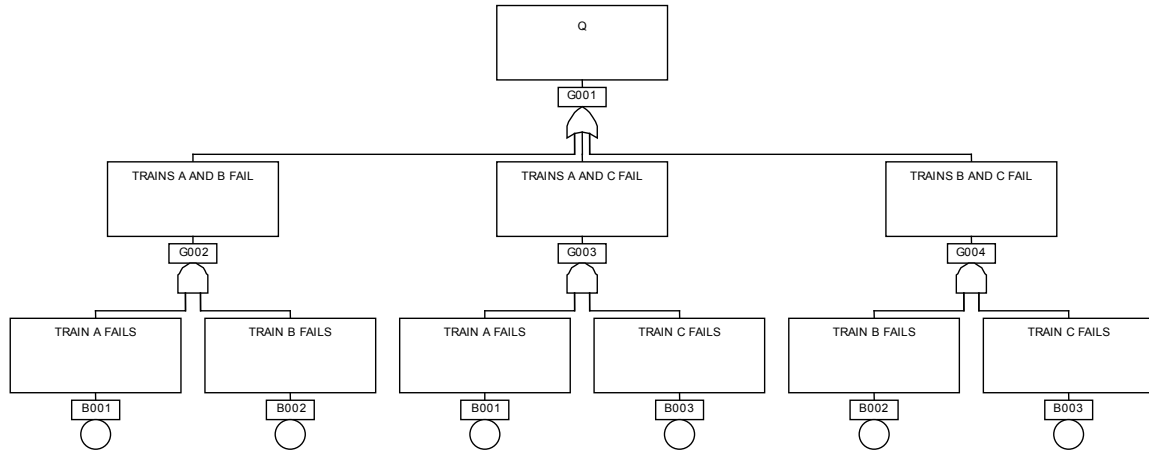 Q
G001
TRAINS A AND B FAIL
TRAINS A AND C FAIL
TRAINS B AND C FAIL
G002
G003
G004
TRAIN A FAILS
TRAIN B FAILS
TRAIN A FAILS
TRAIN C FAILS
TRAIN B FAILS
TRAIN C FAILS
B001
B002
B001
B003
B002
B003